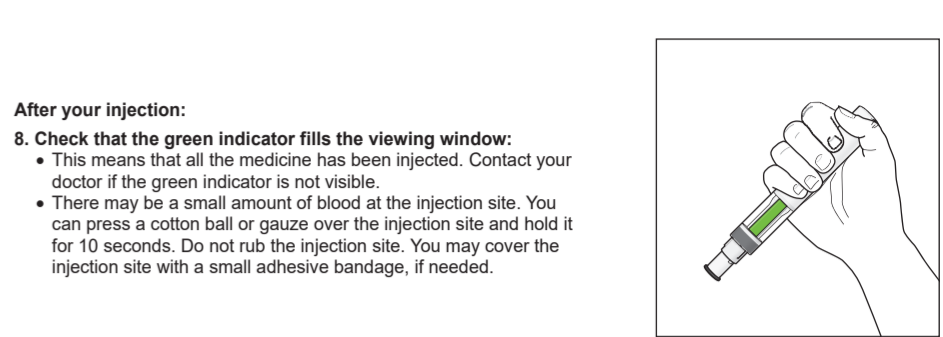 After your injection:
8. Check that the green indicator fills the viewing window:
• This means that all the medicine has been injected. Contact your
doctor if the green indicator is not visible.
• There may be a small amount of blood at the injection site. You
can press a cotton ball or gauze over the injection site and hold it
for 10 seconds. Do not rub the injection site. You may cover the
injection site with a small adhesive bandage, if needed.